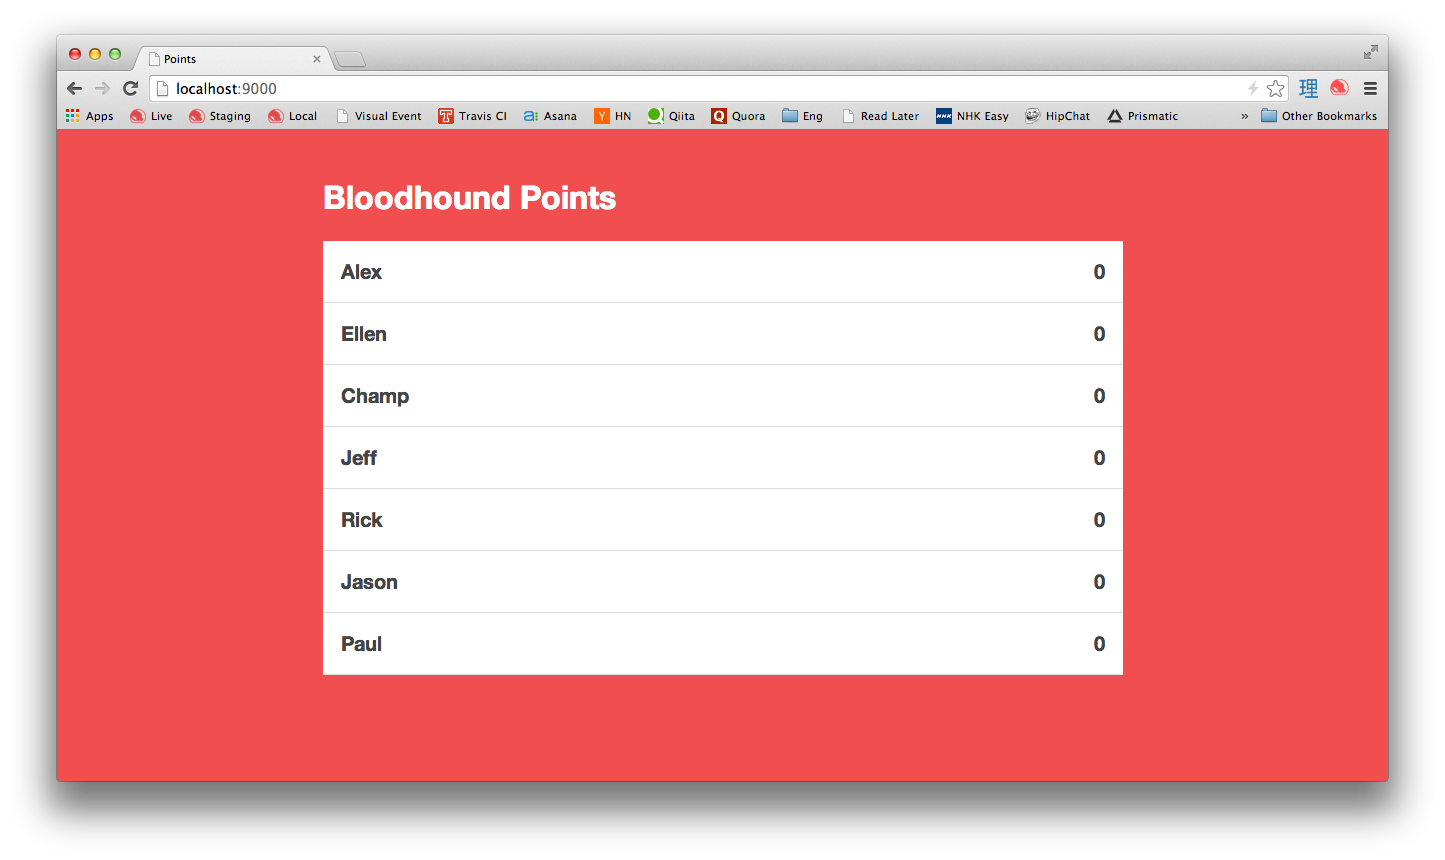 Points
localhost:9000
Apps Live Staging Local Visual Event Travis CI Asana Y HN Qiita Q Quora Eng Read Later NHK NHK Easy HipChat Prismatic » Other Bookmarks
理
Bloodhound Points
Alex 0
Ellen 0
Champ 0
Jeff 0
Rick 0
Jason 0
Paul 0